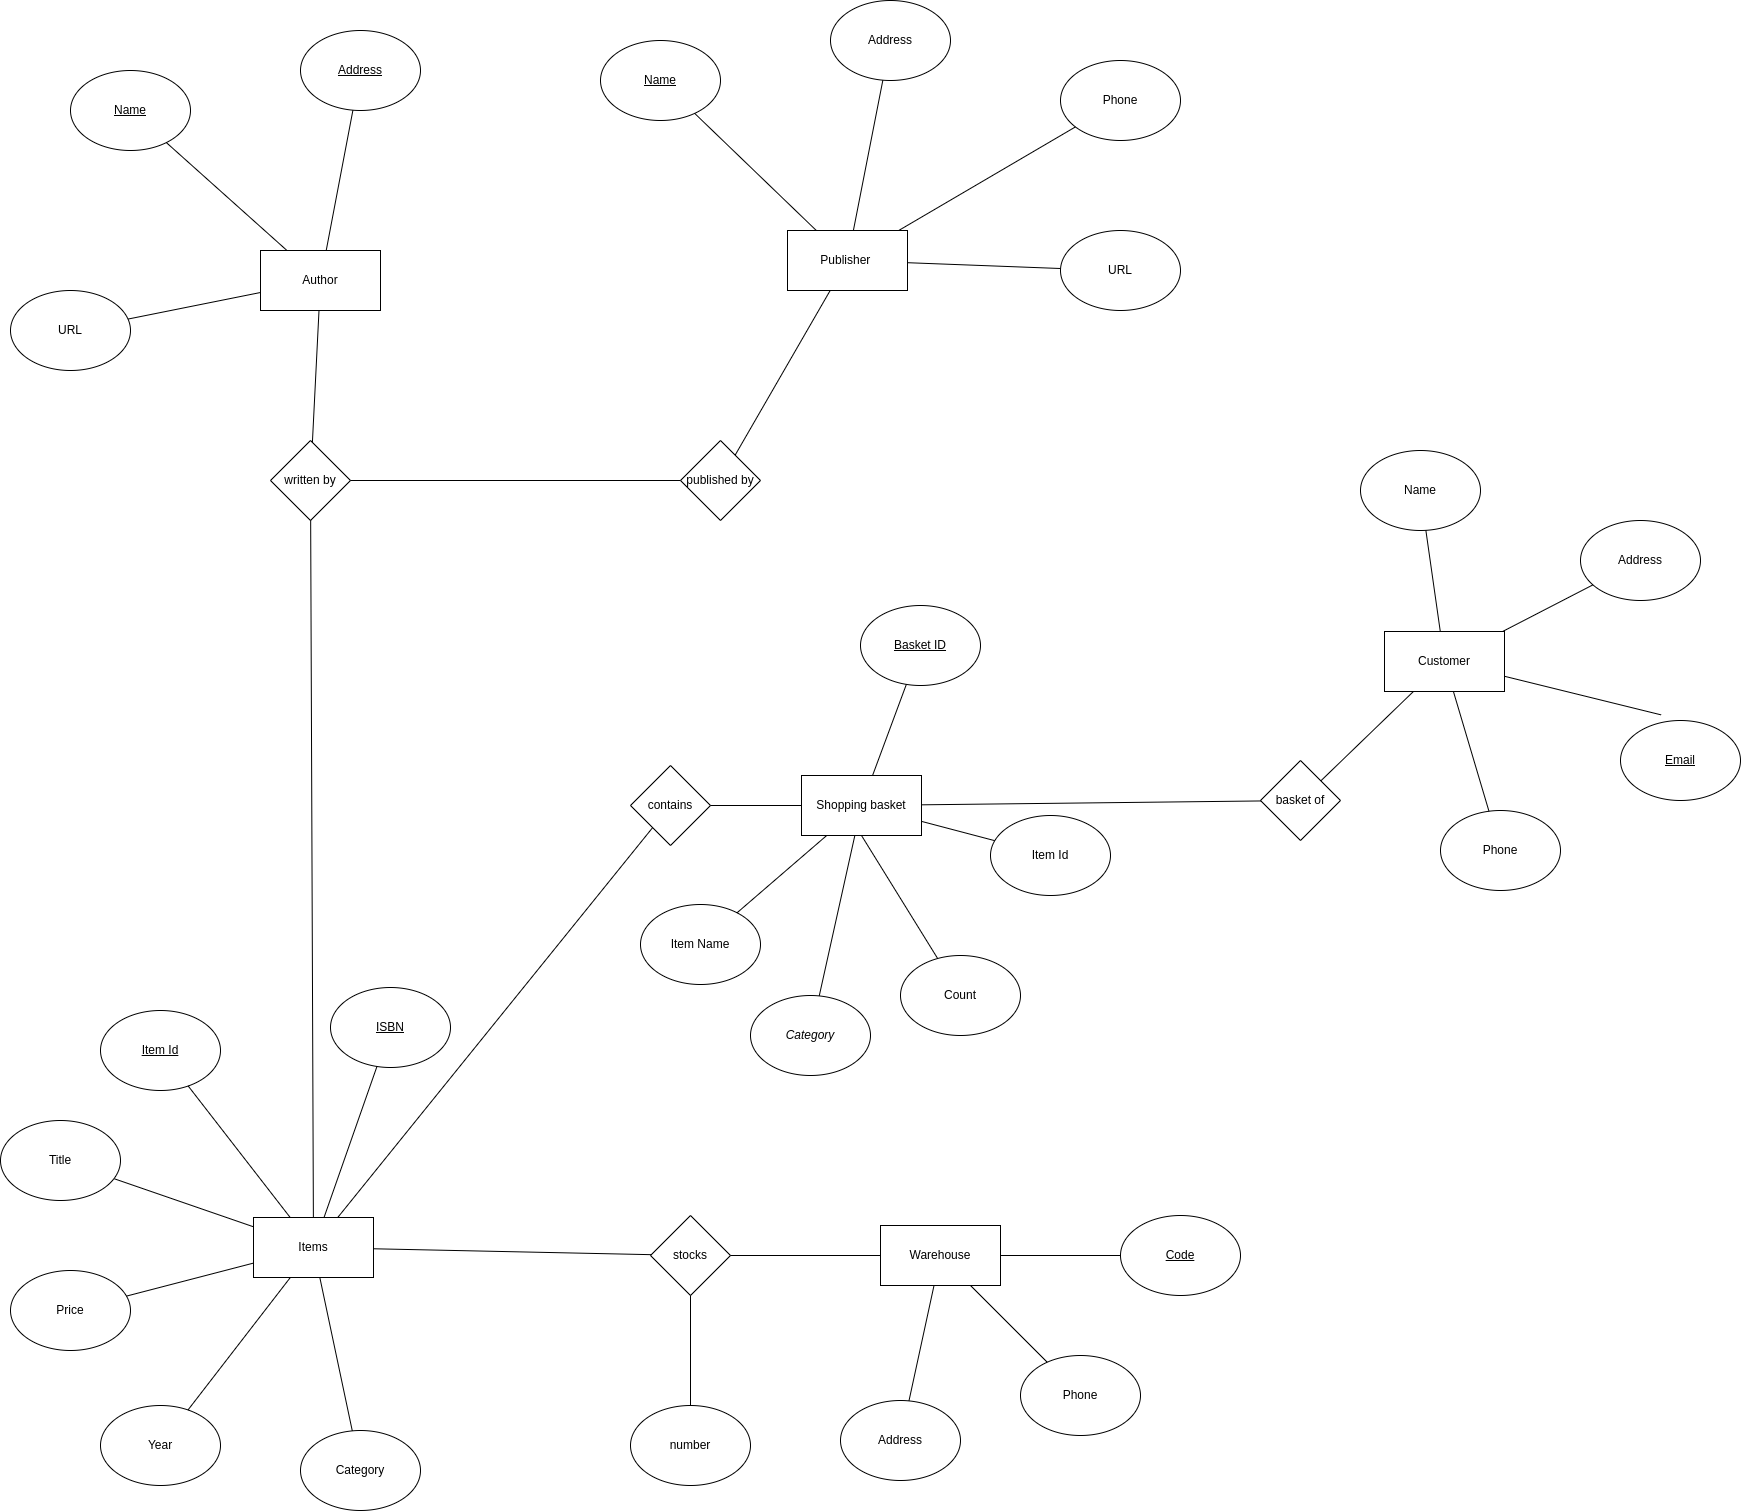 Address
Address
Name
Name
Phone
URL
Publisher
Author
URL
written by
published by
Name
Address
Basket ID
Customer
Email
contains
Shopping basket
basket of
Item Id
Phone
Item Name
Count
ISBN
Category
Item Id
Title
Items
stocks
Warehouse
Code
Price
Phone
Address
Year
number
Category